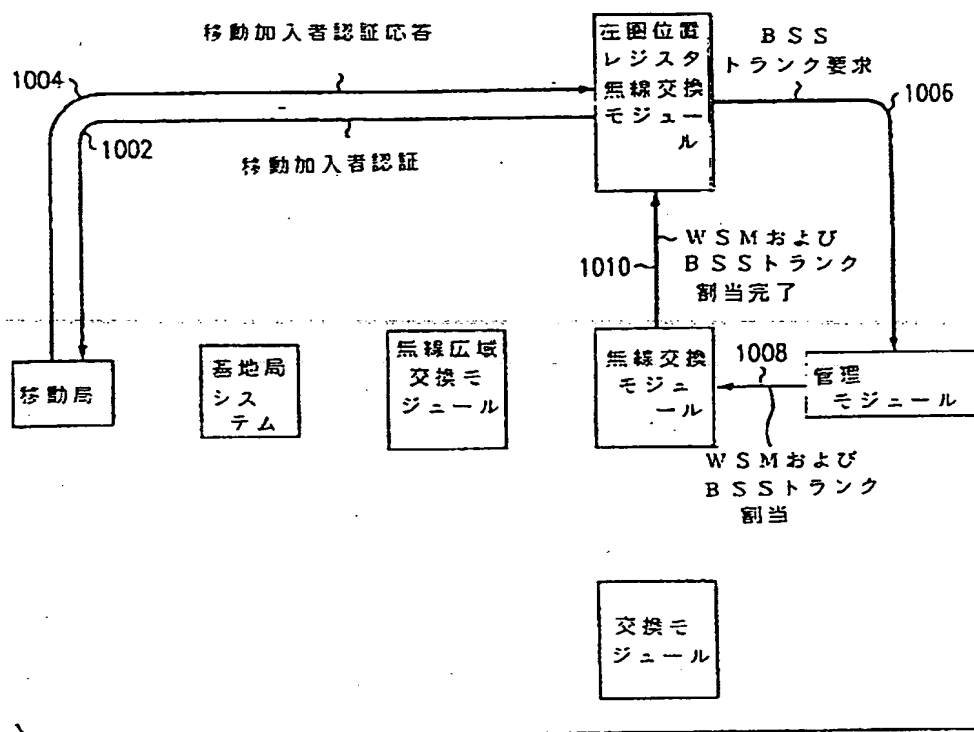 移動加入者認証応答
1004
1002
移動加入者認証
在圏位置
レジスタ
無線交換
モジュー
ル
BSS
トランク要求
1006
WSMおよび
BSSトランク
割当完了
1010
移動局
基地局
シス
テム
無線広域
交換モ
ジュール
無線交換
モジュ
ール
1008
管理
モジュール
WSMおよび
BSSトランク
割当
交換モ
ジュール